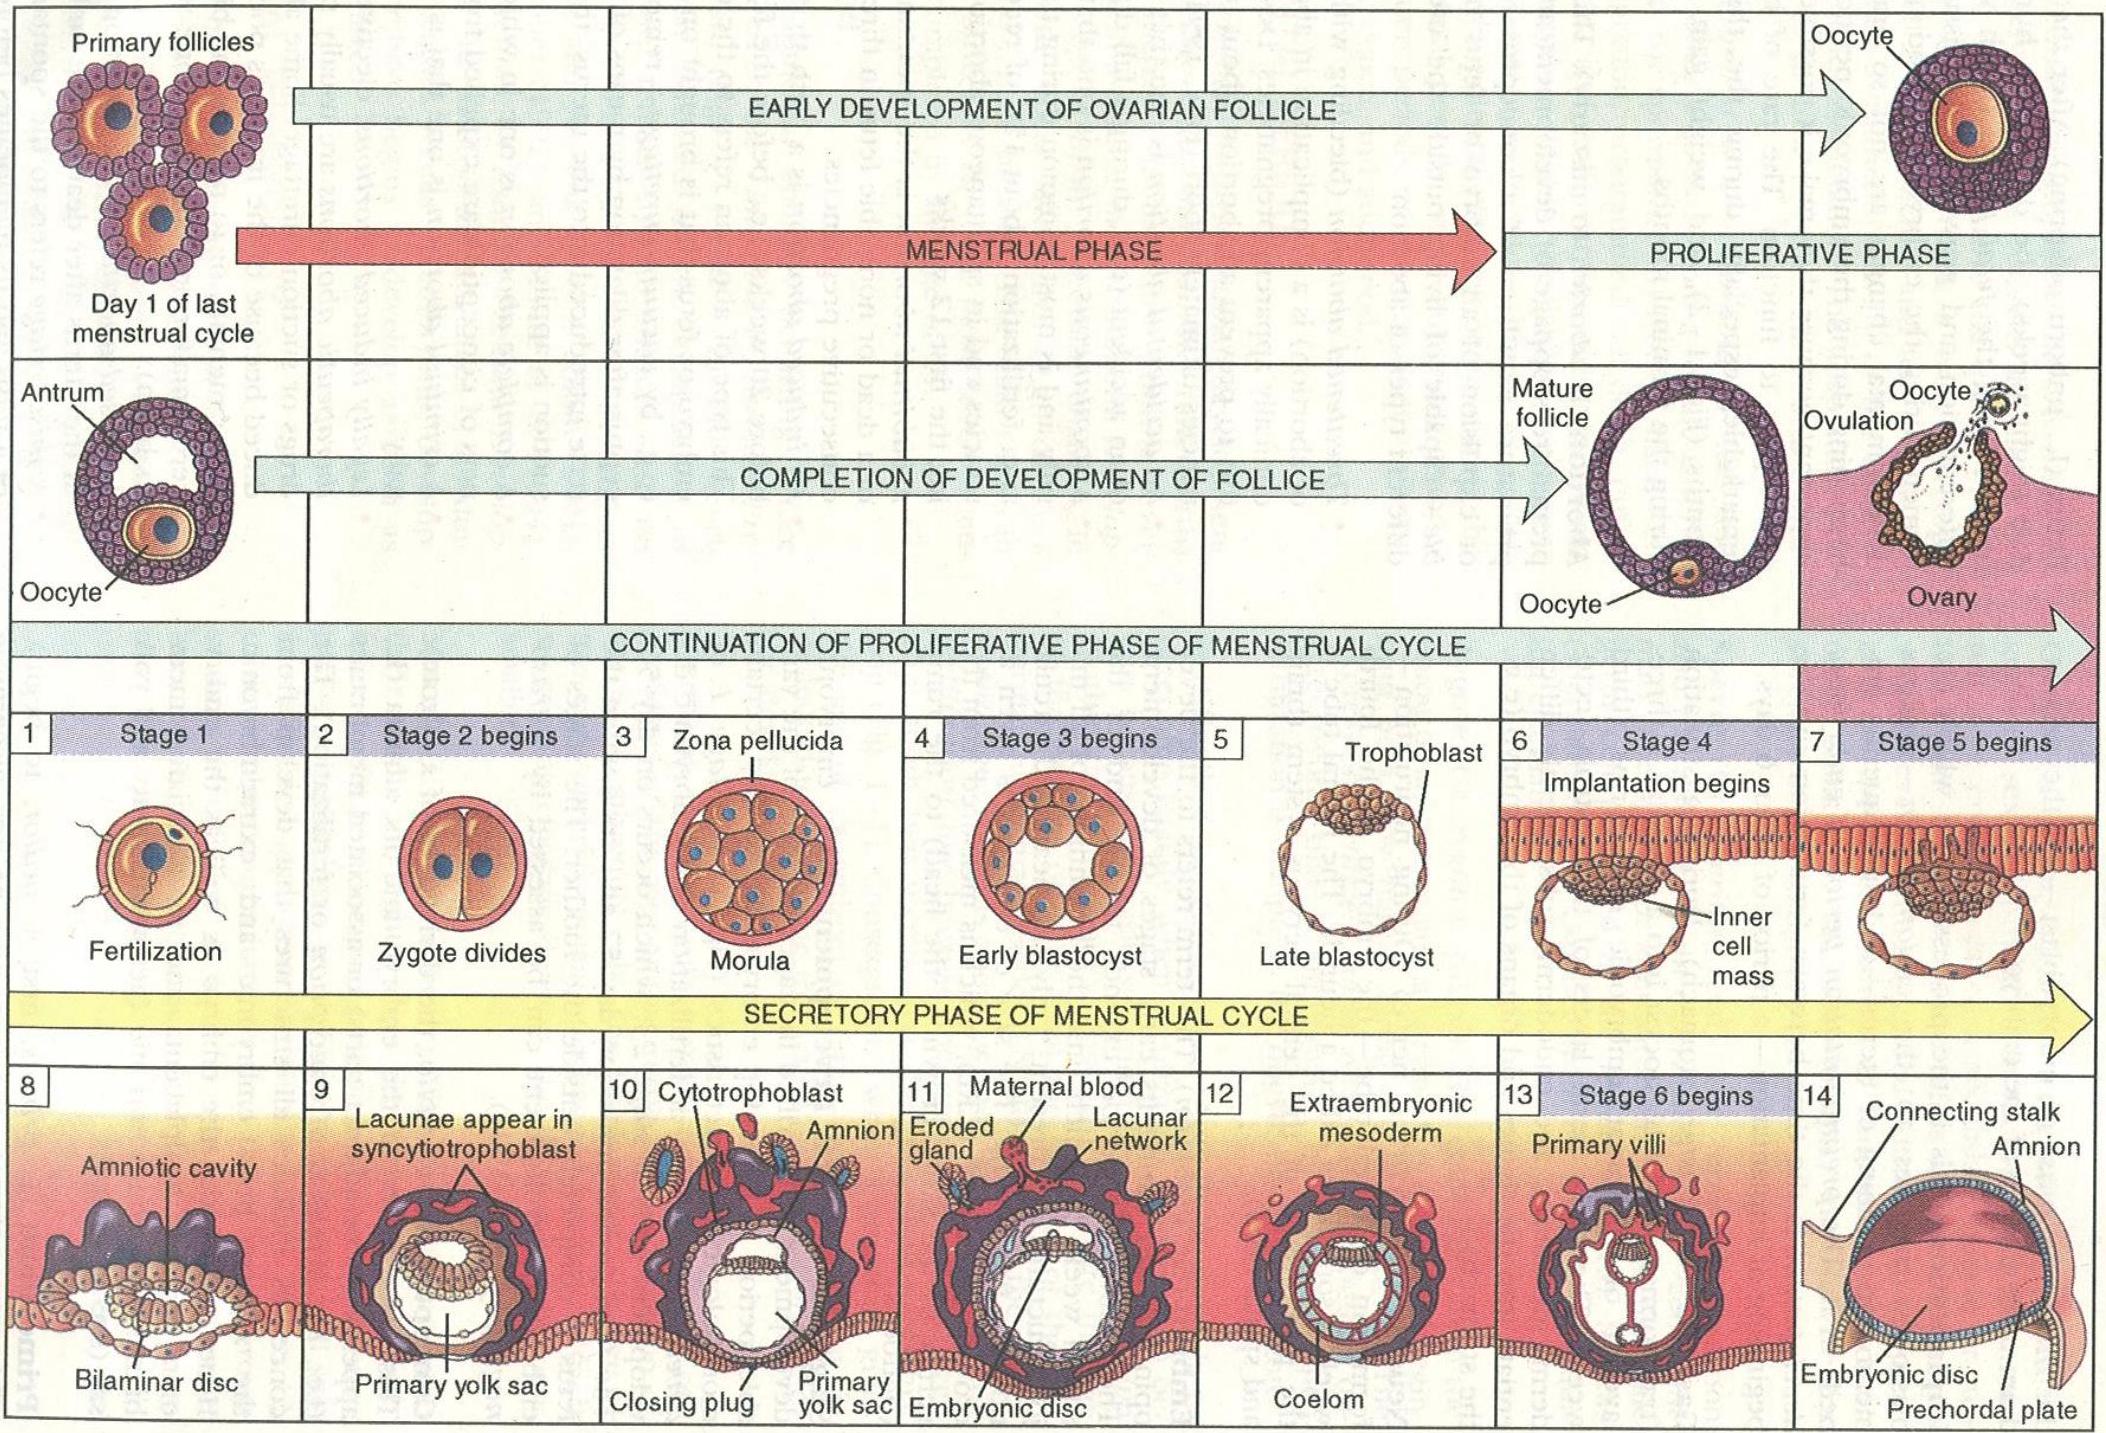 Primary follicles
Oocyte
EARLY DEVELOPMENT OF OVARIAN FOLLICLE
MENSTRUAL PHASE
PROLIFERATIVE PHASE
Day 1 of last
menstrual cycle
Antrum
Oocyte
COMPLETION OF DEVELOPMENT OF FOLLICE
Mature
follicle
Oocyte
Oocyte
Ovulation
Ovary
CONTINUATION OF PROLIFERATIVE PHASE OF MENSTRUAL CYCLE
1 Stage 1
Fertilization
2 Stage 2 begins
Zygote divides
3 Zona pellucida
Morula
4 Stage 3 begins
Early blastocyst
5
Trophoblast
Late blastocyst
6 Stage 4
Implantation begins
Inner
cell
mass
7 Stage 5 begins
SECRETORY PHASE OF MENSTRUAL CYCLE
8
Amniotic cavity
Bilaminar disc
9
Lacunae appear in
syncytiotrophoblast
Primary yolk sac
10 Cytotrophoblast
Amnion
Closing plug
Primary
yolk sac
11 Maternal blood
Eroded
gland
Lacunar
network
Embryonic disc
12
Extraembryonic
mesoderm
Coelom
13 Stage 6 begins
Primary villi
14
Connecting stalk
Amnion
Embryonic disc
Prechordal plate